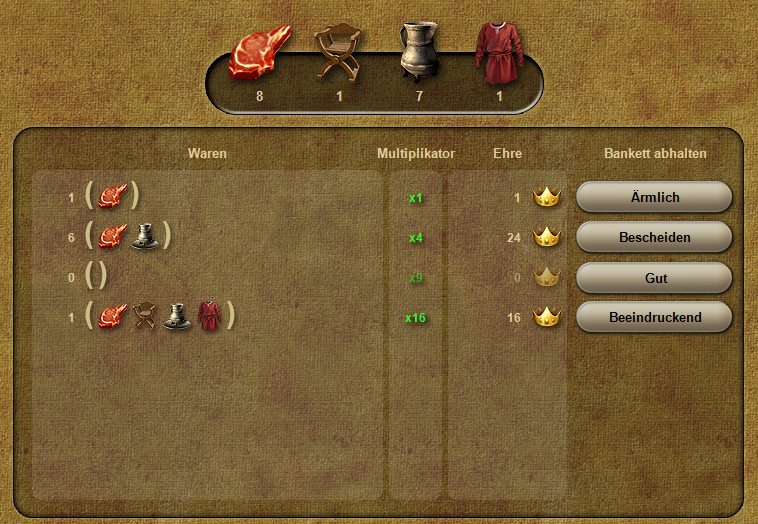 8 1 7 1
Waren Multiplikator Ehre Bankett abhalten
1 ( ) x1 1 Ärmlich
6 ( ) x4 24 Bescheiden
0 ( ) x9 0 Gut
1 ( ) x16 16 Beeindruckend